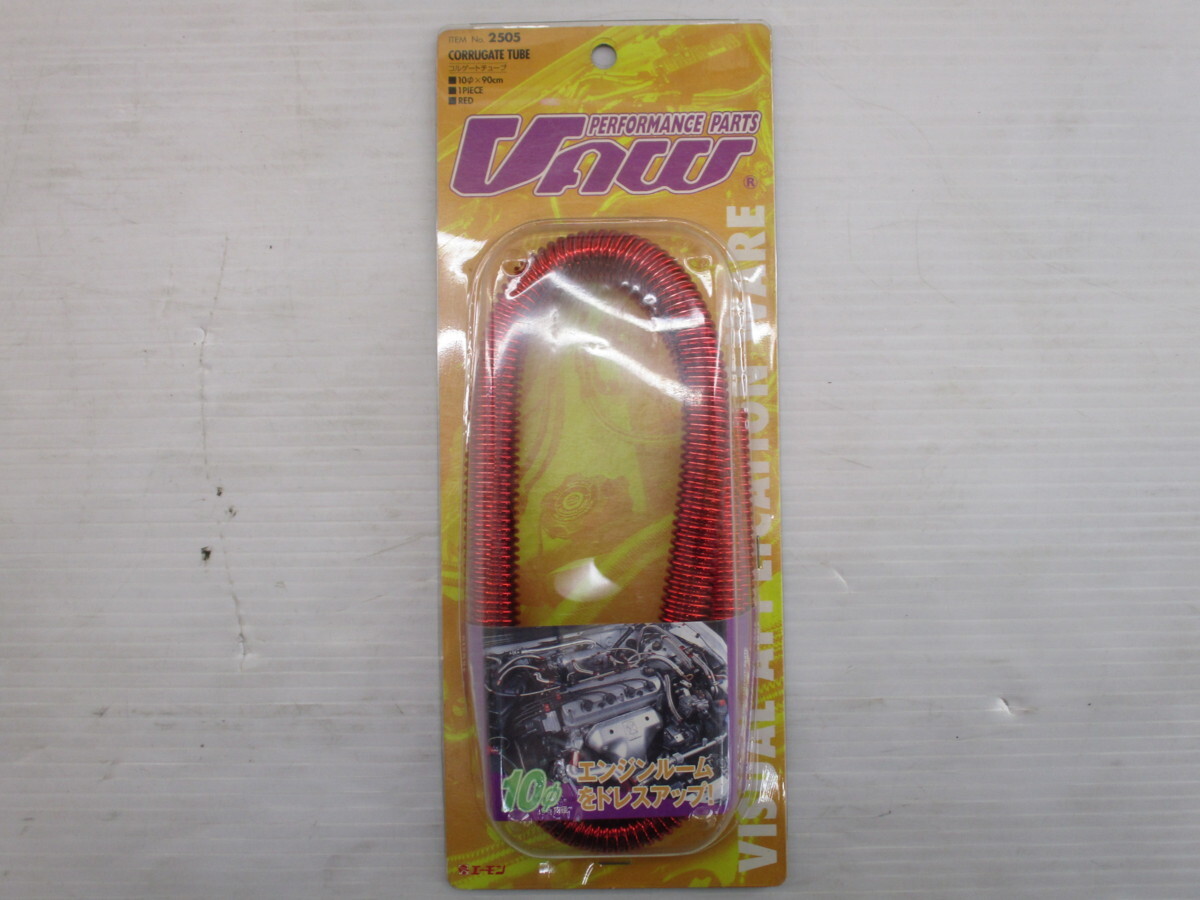 ITEM No. 2505
CORRUGATE TUBE
コルゲートチューブ
■10φ×90cm
■1PIECE
■RED
PERFORMANCE PARTS
VAW
®
VISUAL APPLICATION WARE
10φ
エンジンルーム
をドレスアップ!
エーモン